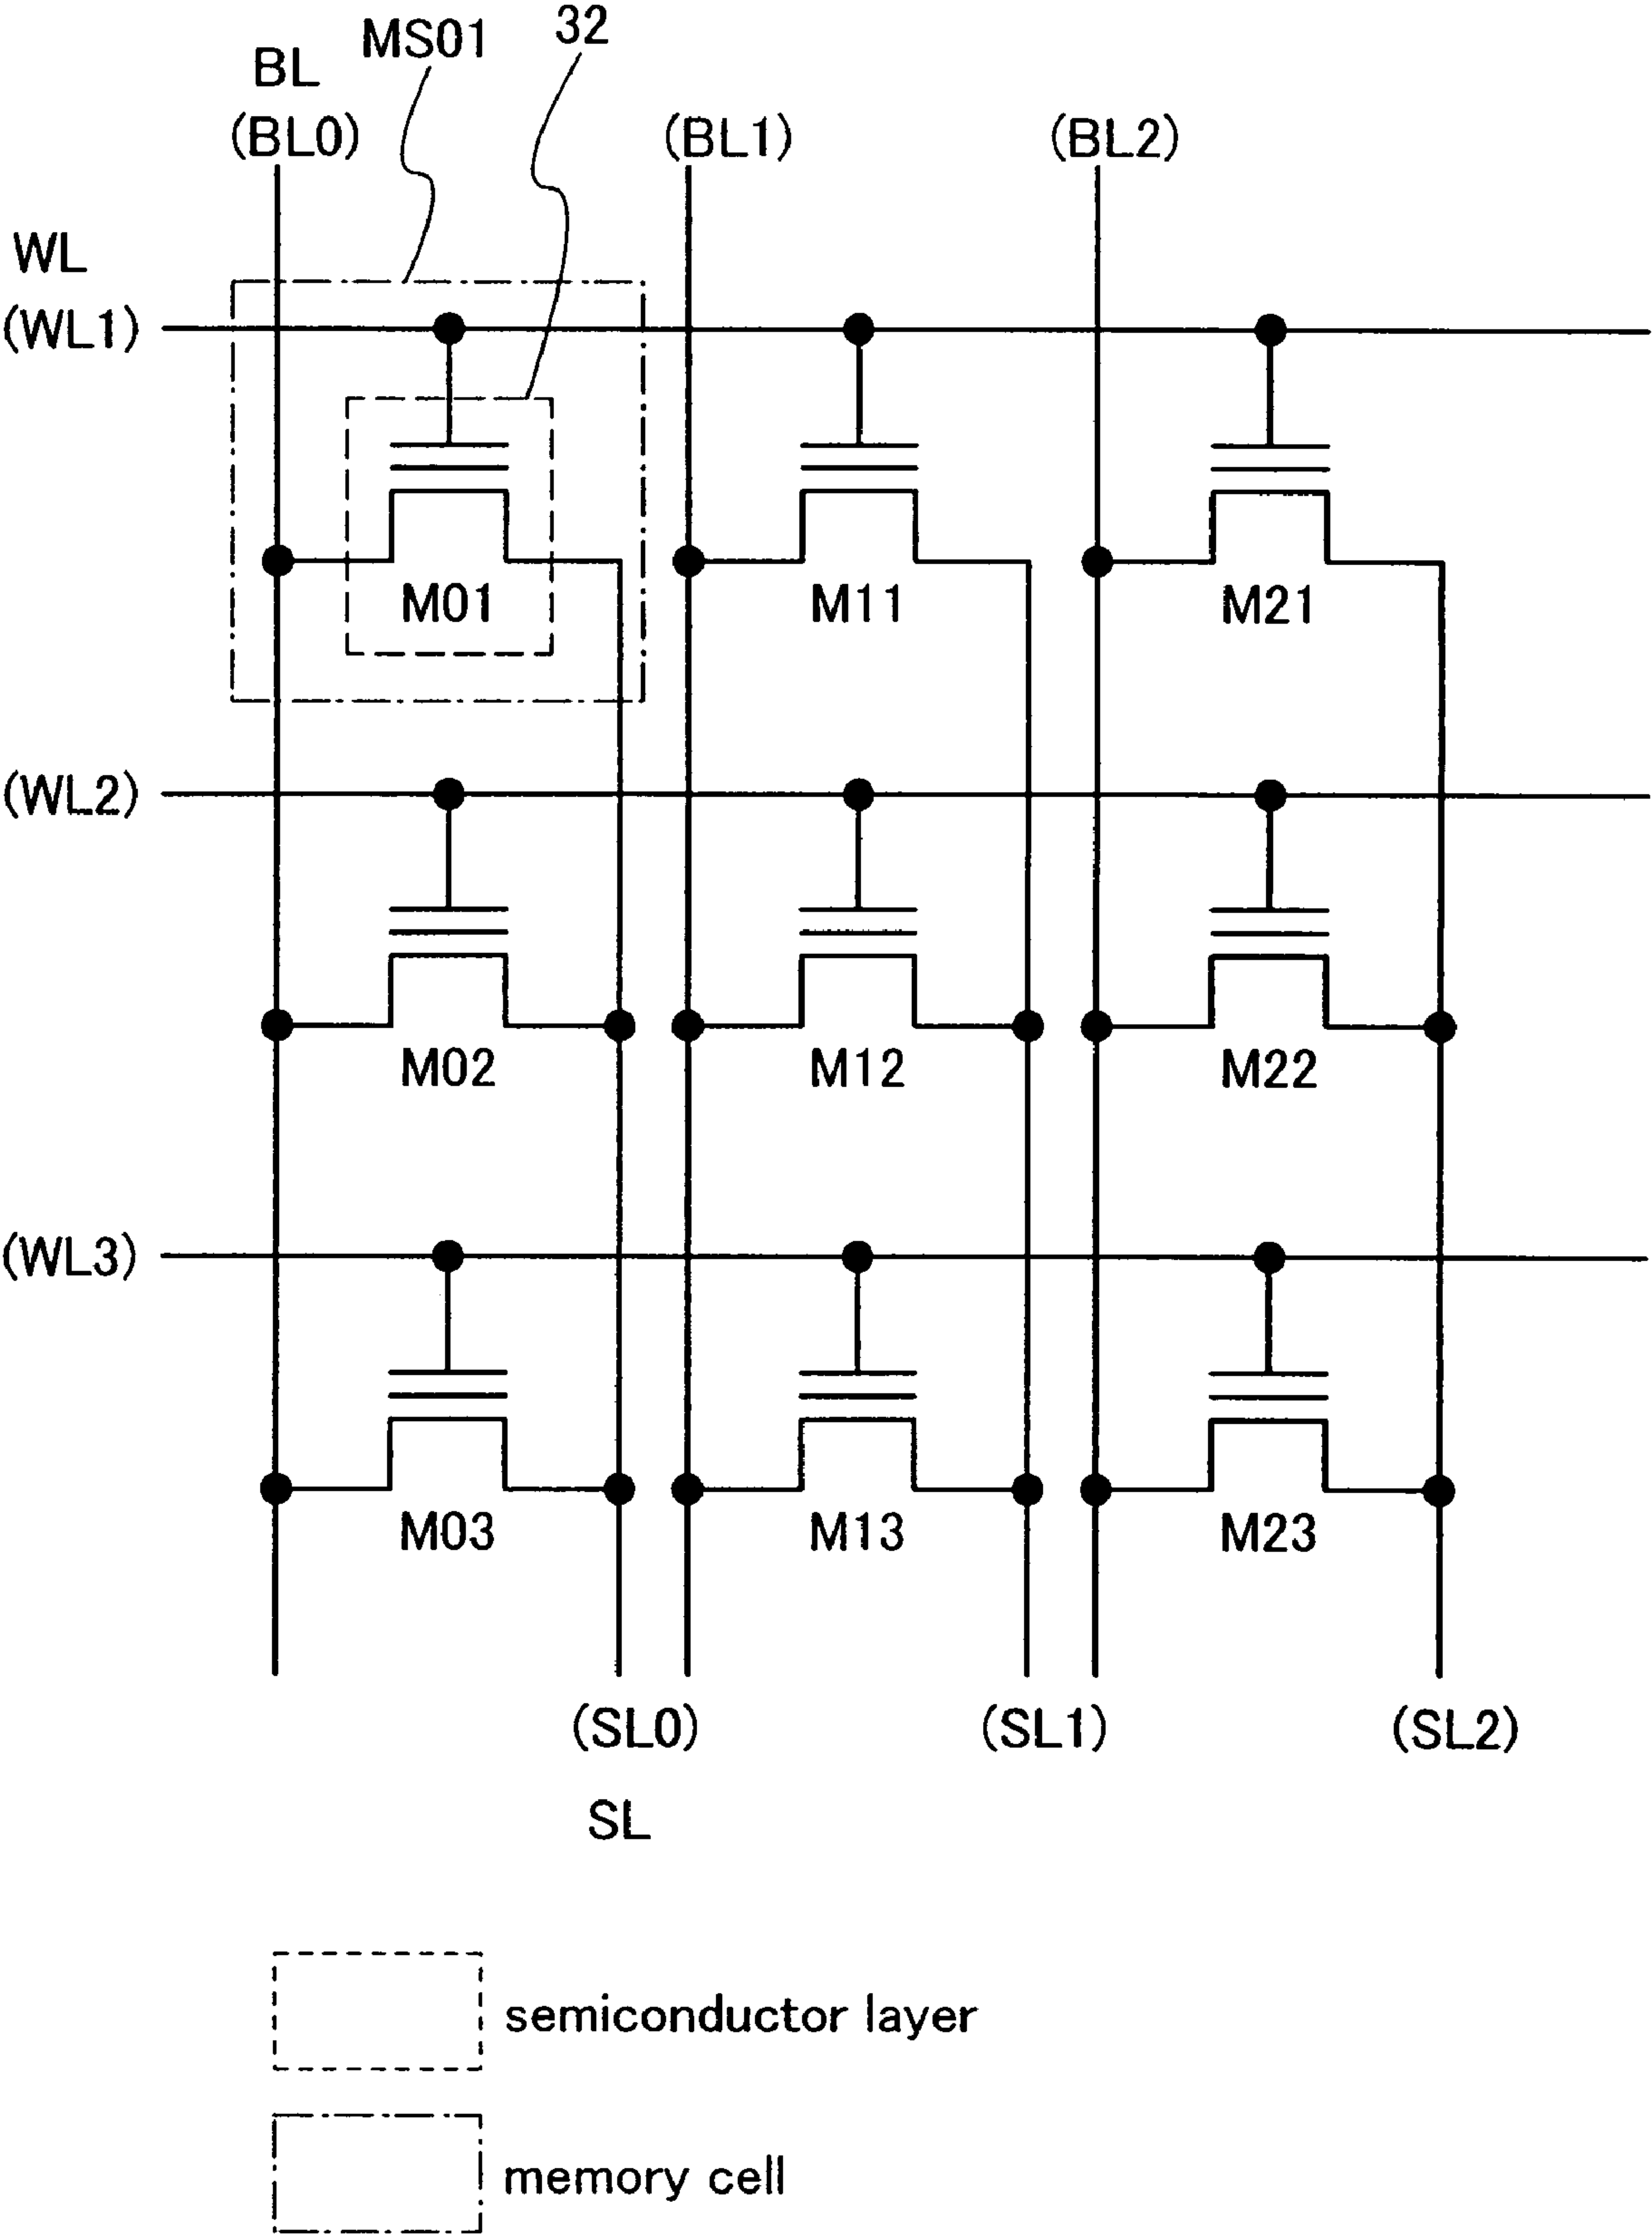 MS01
32
BL
(BL0)
(BL1)
(BL2)
WL
(WL1)
M01
M11
M21
(WL2)
M02
M12
M22
(WL3)
M03
M13
M23
(SL0)
(SL1)
(SL2)
SL
semiconductor layer
memory cell